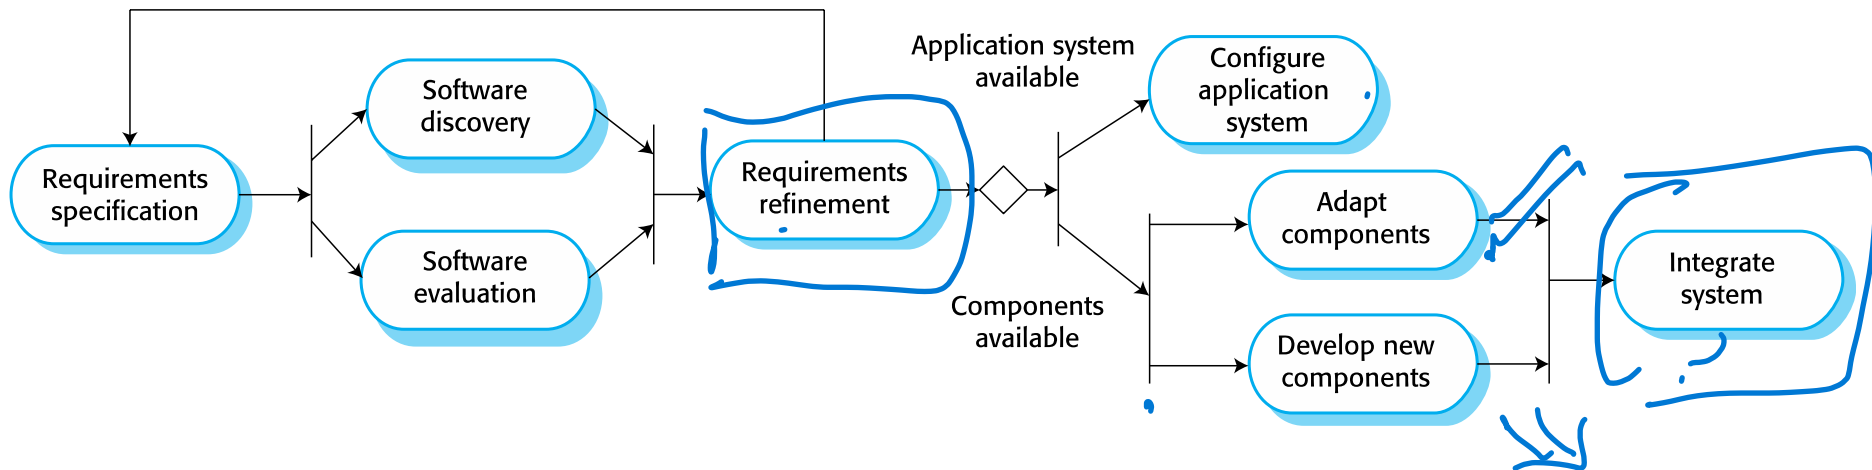 Requirements
specification
Software
discovery
Software
evaluation
Requirements
refinement
Application system
available
Configure
application
system
Components
available
Adapt
components
Develop new
components
Integrate
system